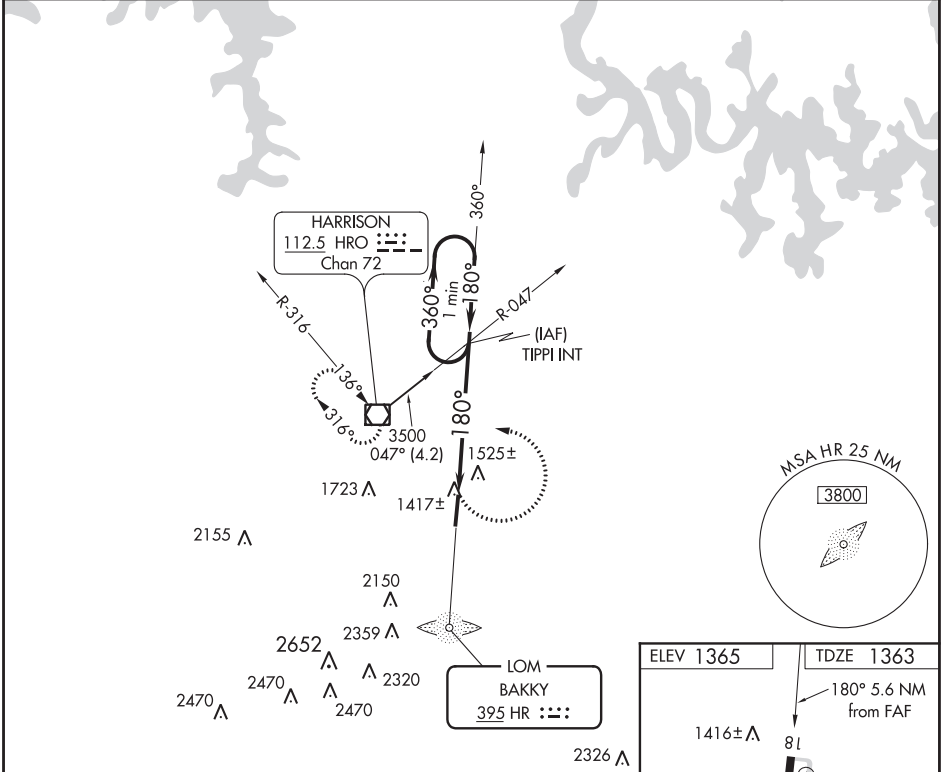 360°
HARRISON
112.5 HRO
Chan 72
360°
1 min
180°
R-316
R-047
(IAF)
TIPPI INT
136°
316°
180°
3500
047° (4.2)
1525±
1723
1417±
MSA HR 25 NM
3800
2155
2150
2359
2652
2320
2470
2470
2470
LOM
BAKKY
395 HR
2326
ELEV 1365
TDZE 1363
180° 5.6 NM
from FAF
1416±
18